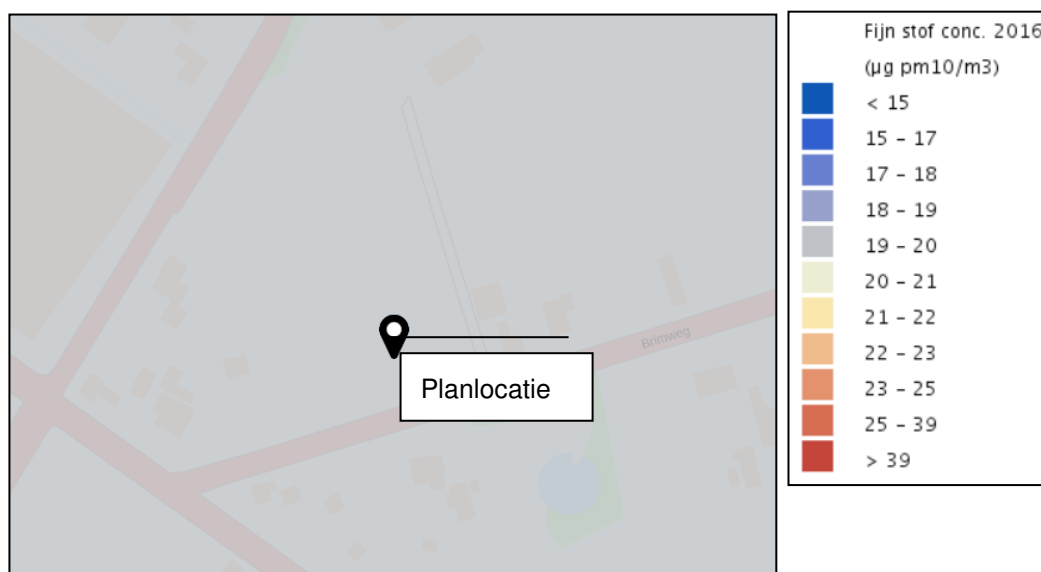 Brimweg
Planlocatie
Fijn stof conc. 2016
(µg pm10/m3)
< 15
15 – 17
17 – 18
18 – 19
19 – 20
20 – 21
21 – 22
22 – 23
23 – 25
25 – 39
> 39